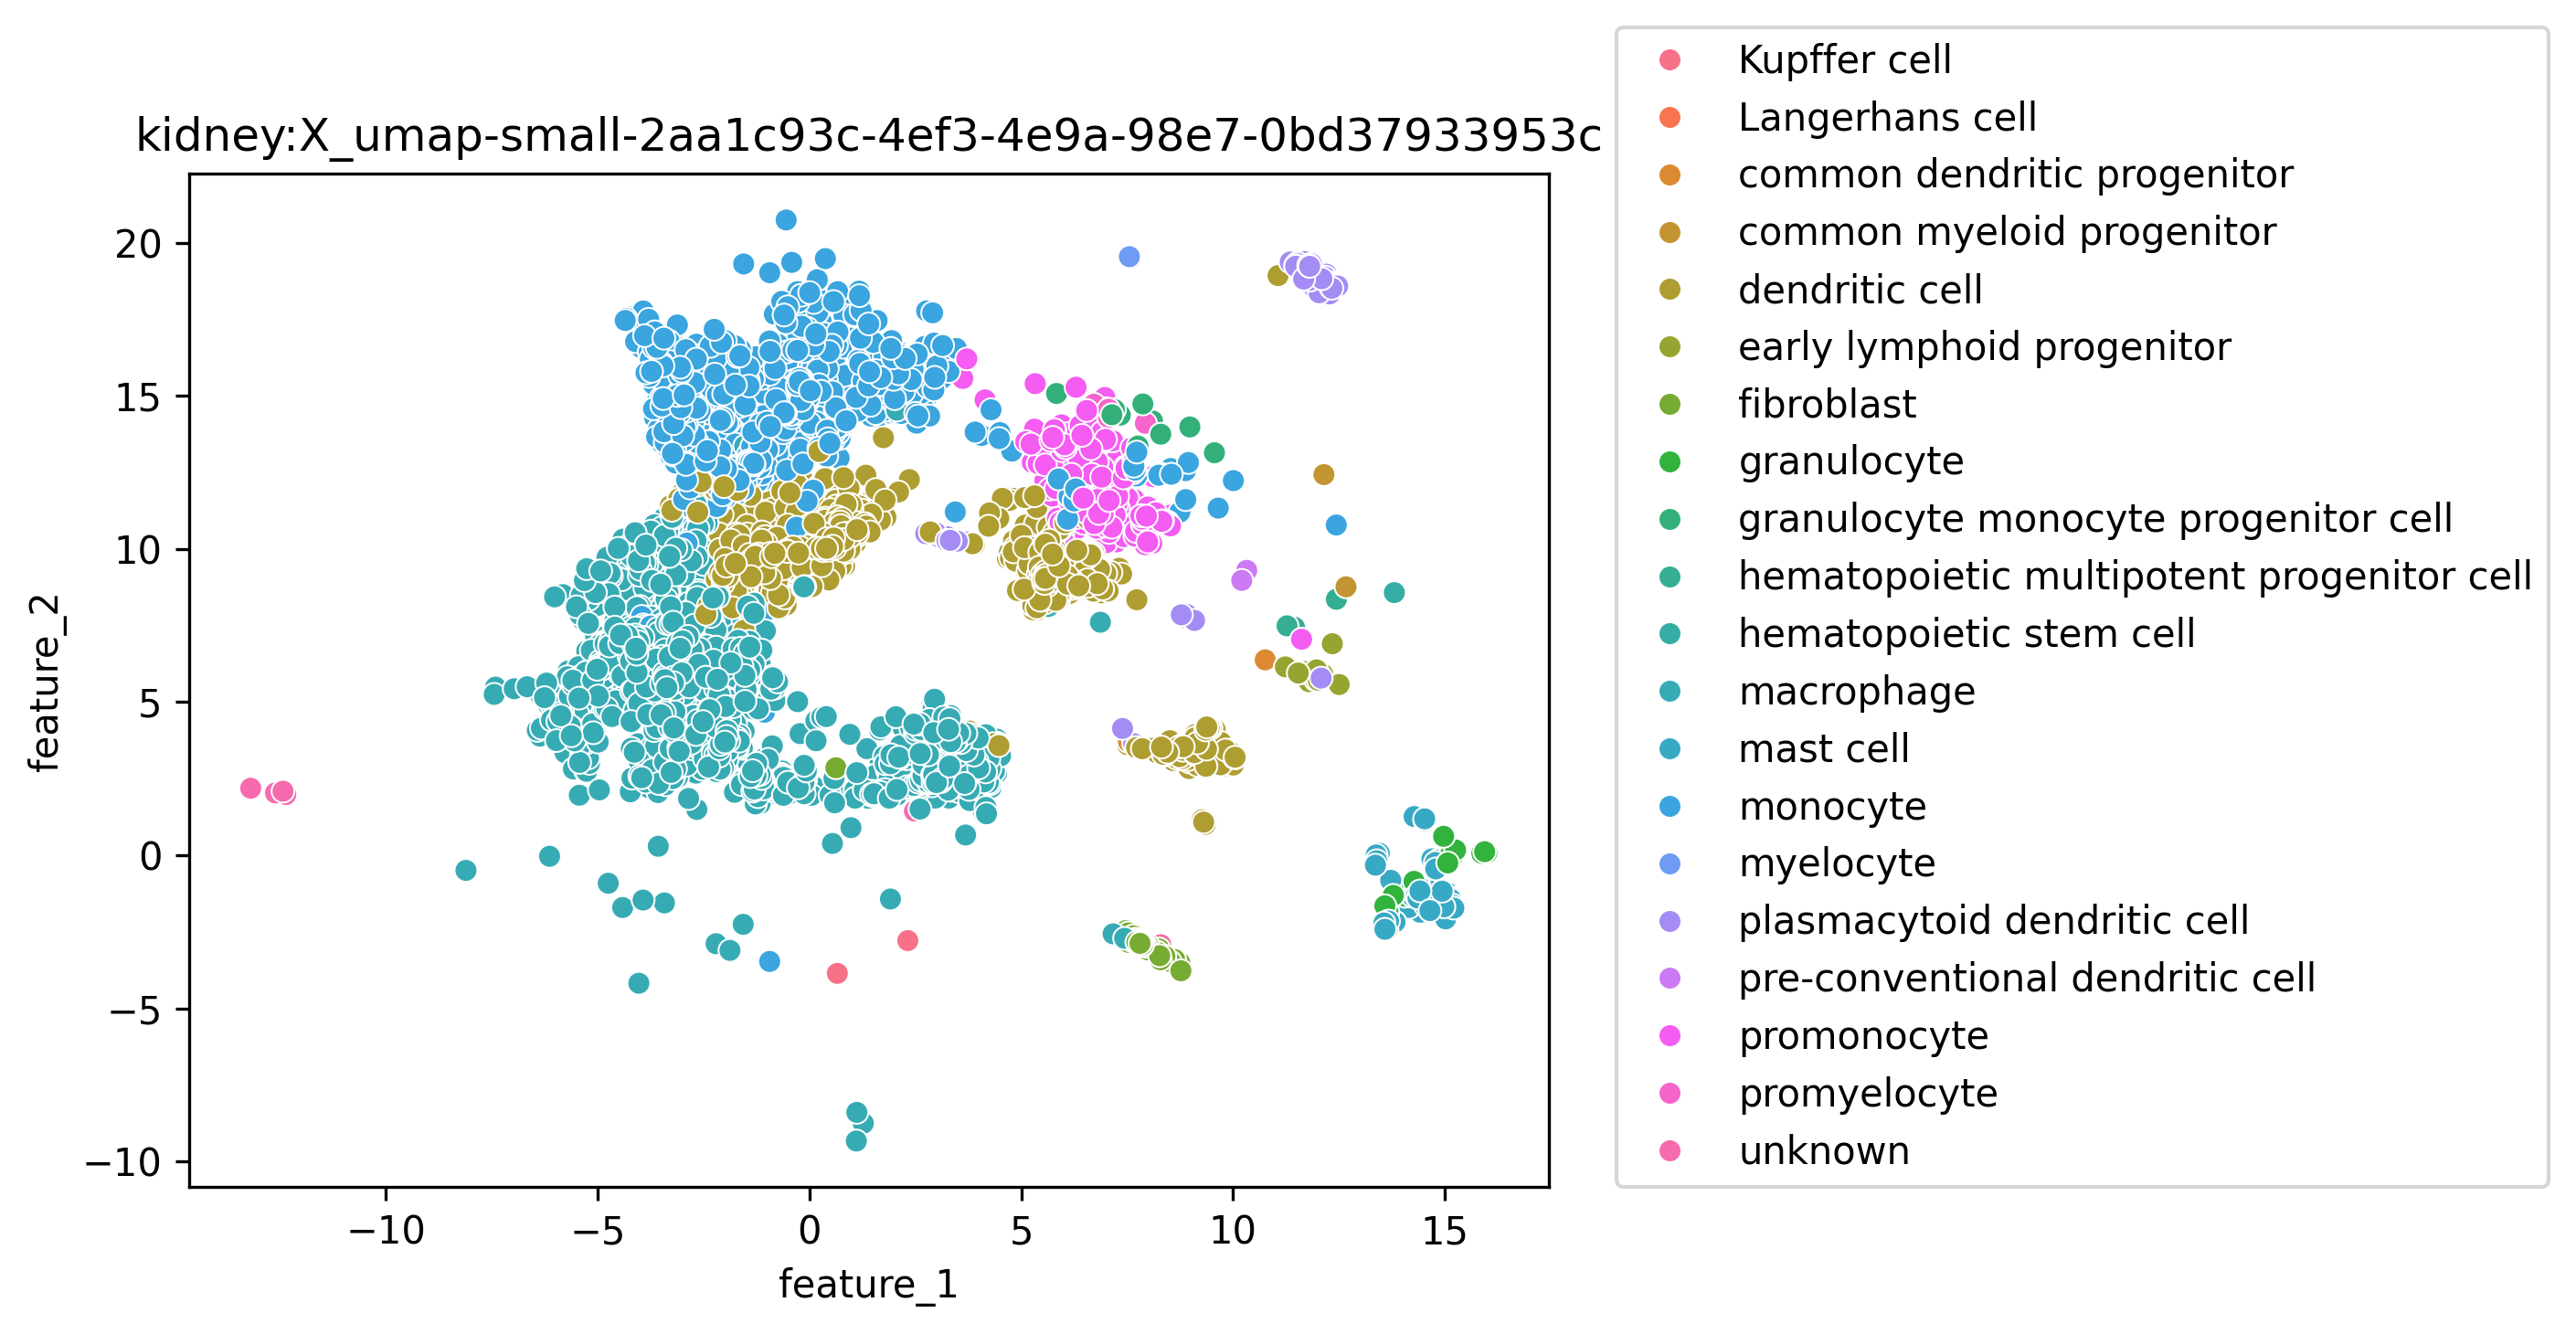 kidney:X_umap-small-2aa1c93c-4ef3-4e9a-98e7-0bd37933953c
20
15
10
5
0
−5
−10
feature_2
−10 −5 0 5 10 15
feature_1
Kupffer cell
Langerhans cell
common dendritic progenitor
common myeloid progenitor
dendritic cell
early lymphoid progenitor
fibroblast
granulocyte
granulocyte monocyte progenitor cell
hematopoietic multipotent progenitor cell
hematopoietic stem cell
macrophage
mast cell
monocyte
myelocyte
plasmacytoid dendritic cell
pre-conventional dendritic cell
promonocyte
promyelocyte
unknown